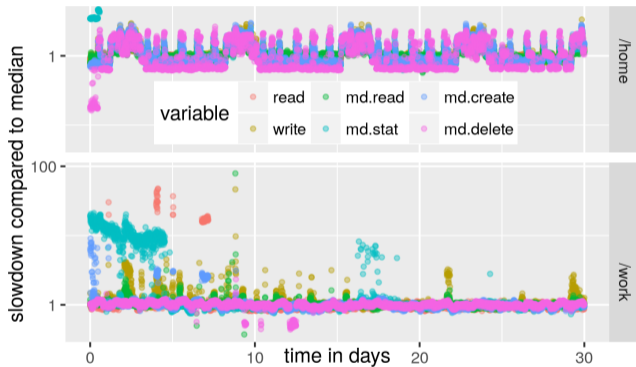 slowdown compared to median
1
/home
variable
read
md.read
md.create
write
md.stat
md.delete
100
1
/work
0
10
20
30
time in days